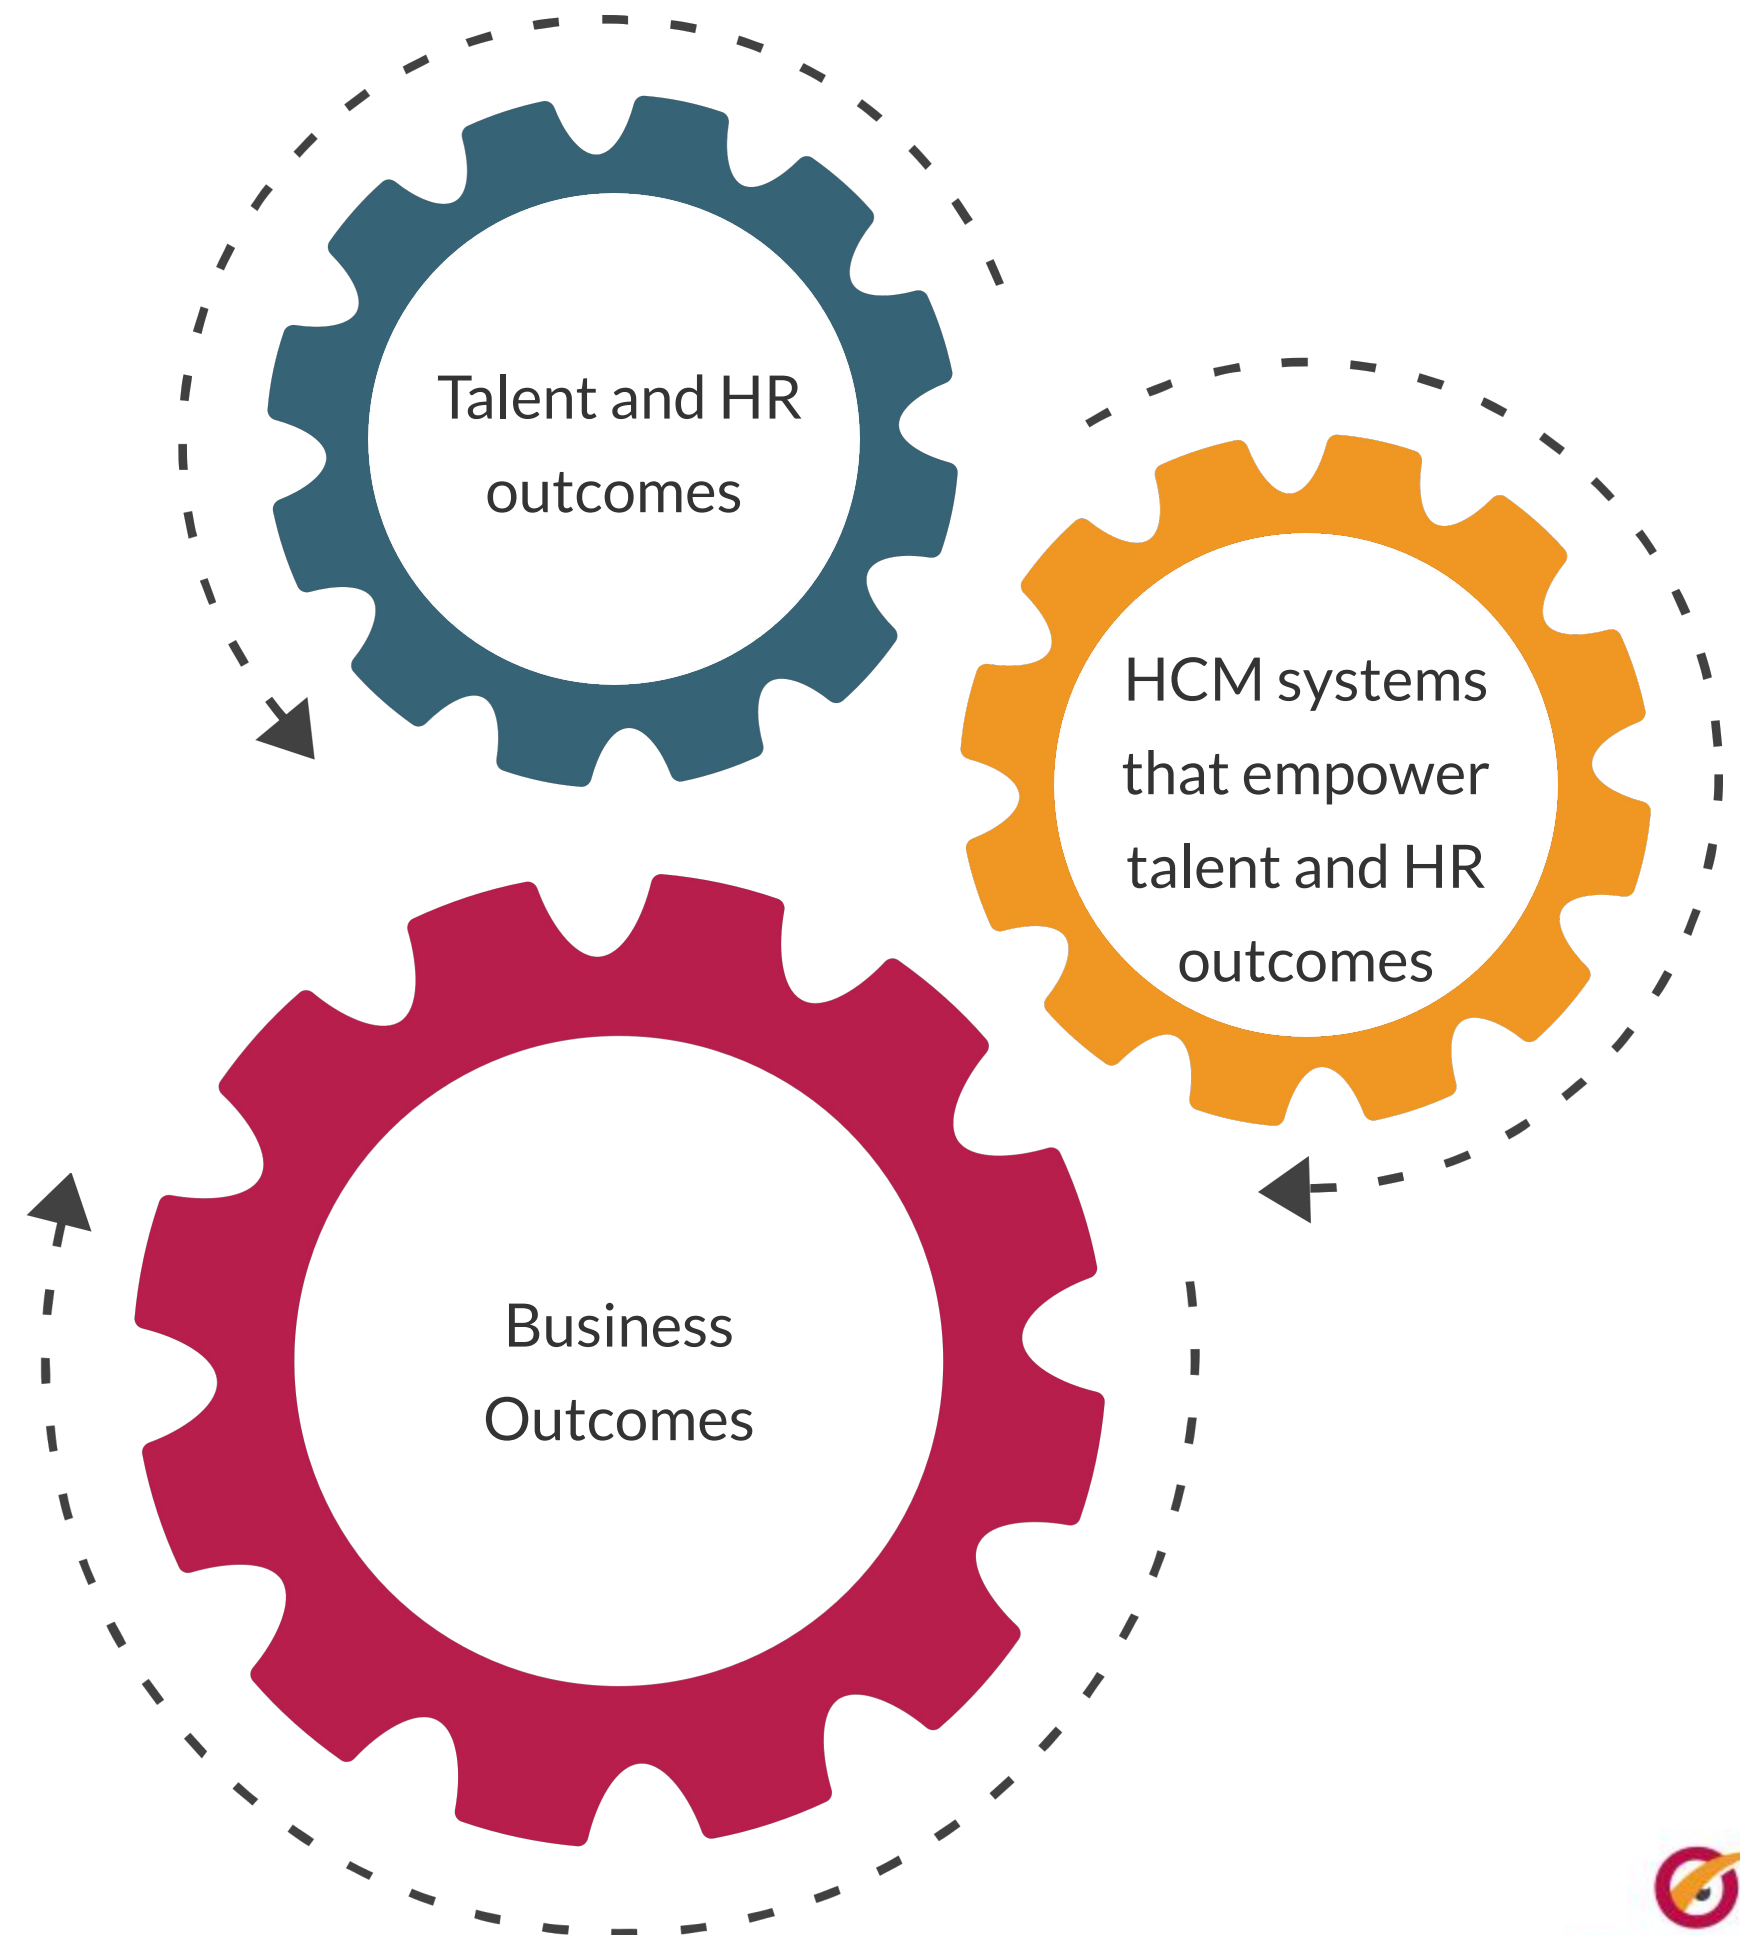 Talent and HR
outcomes
HCM systems
that empower
talent and HR
outcomes
Business
Outcomes